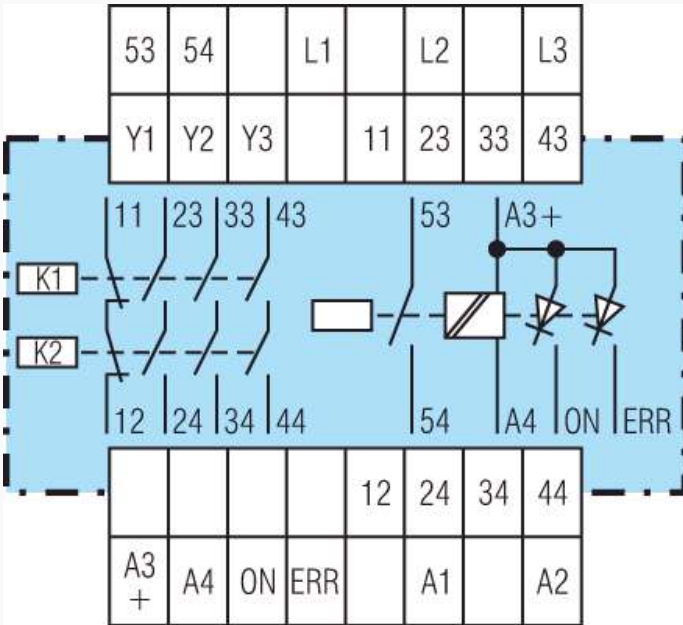 53 54 L1 L2 L3
Y1 Y2 Y3 11 23 33 43
11 23 33 43 53 A3+
K1
K2
12 24 34 44 54 A4 ON ERR
12 24 34 44
A3+ A4 ON ERR A1 A2